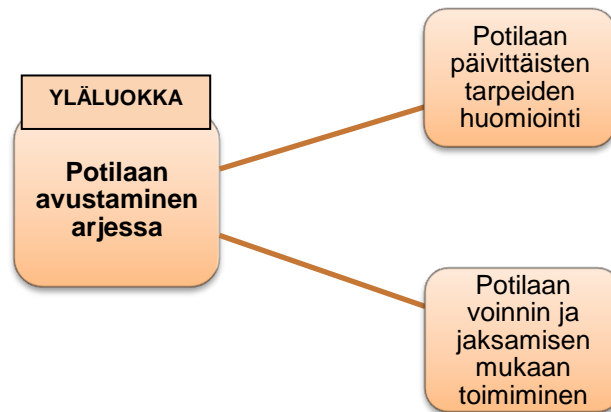 YLÄLUOKKA
Potilaan
avustaminen
arjessa
Potilaan
päivittäisten
tarpeiden
huomiointi
Potilaan
voinnin ja
jaksamisen
mukaan
toimiminen